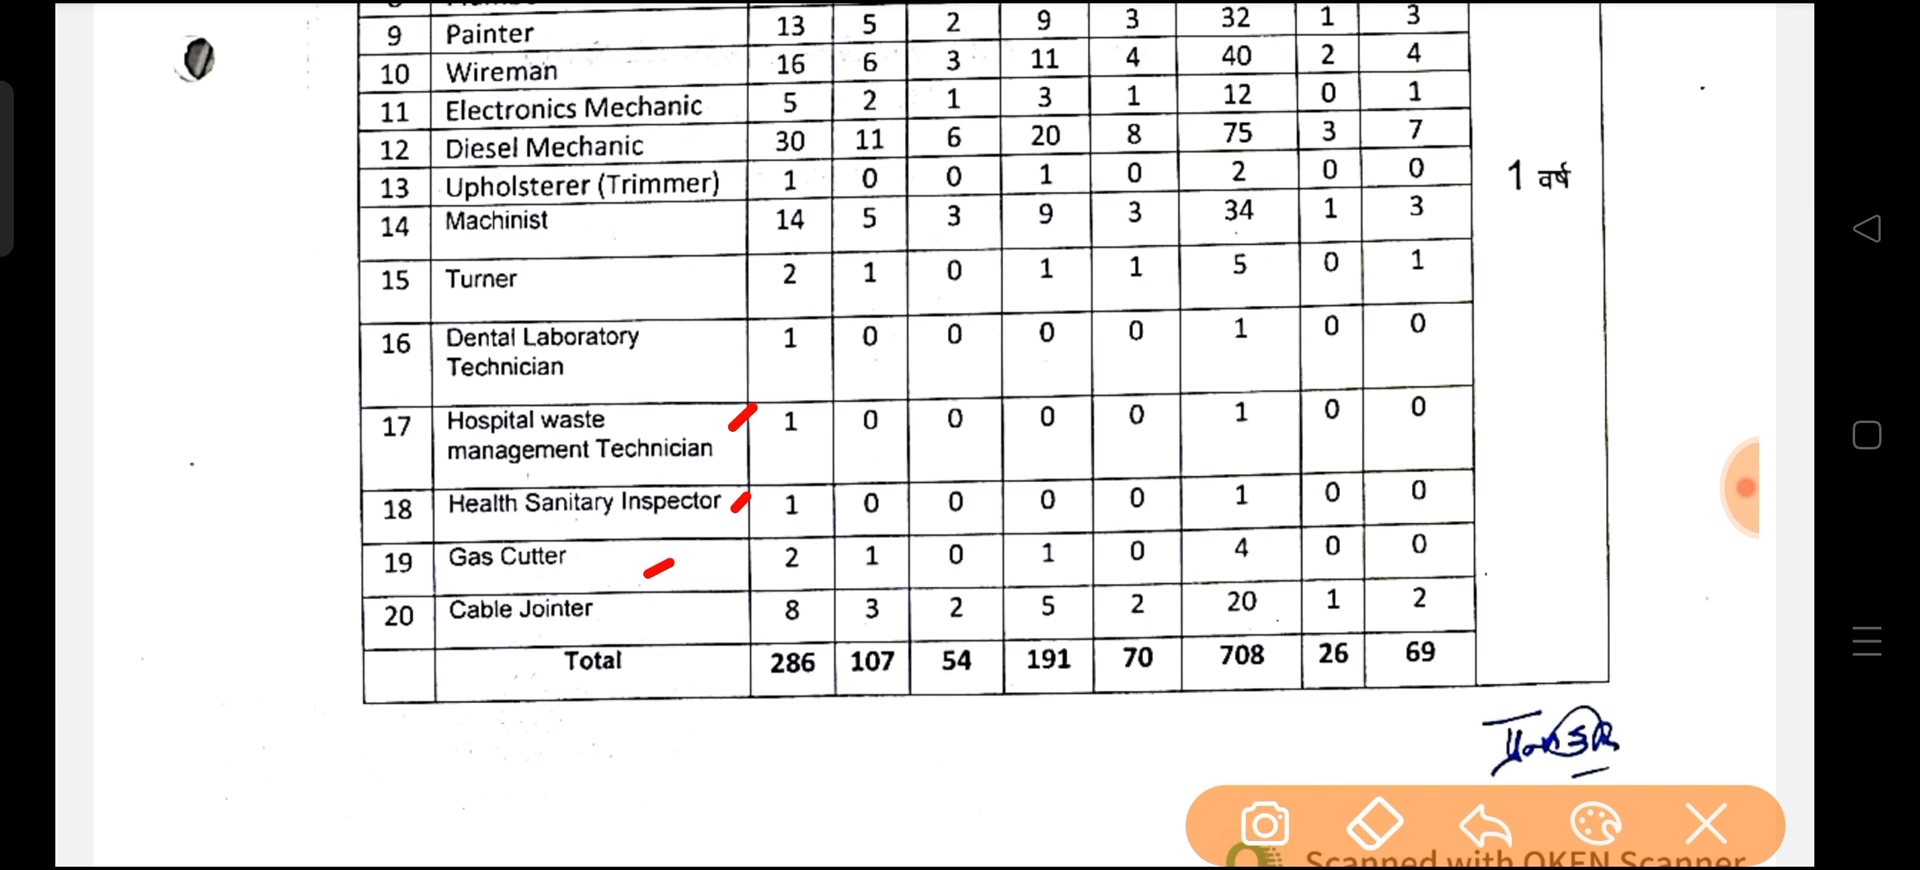 9 Painter 13 5 2 9 3 32 1 3
10 Wireman 16 6 3 11 4 40 2 4
11 Electronics Mechanic 5 2 1 3 1 12 0 1
12 Diesel Mechanic 30 11 6 20 8 75 3 7
13 Upholsterer (Trimmer) 1 0 0 1 0 2 0 0
1 वर्ष
14 Machinist 14 5 3 9 3 34 1 3
15 Turner 2 1 0 1 1 5 0 1
16 Dental Laboratory 1 0 0 0 0 1 0 0
Technician
17 Hospital waste 1 0 0 0 0 1 0 0
management Technician
18 Health Sanitary Inspector 1 0 0 0 0 1 0 0
19 Gas Cutter 2 1 0 1 0 4 0 0
20 Cable Jointer 8 3 2 5 2 20 1 2
Total 286 107 54 191 70 708 26 69
Scanned with OKEN Scanner